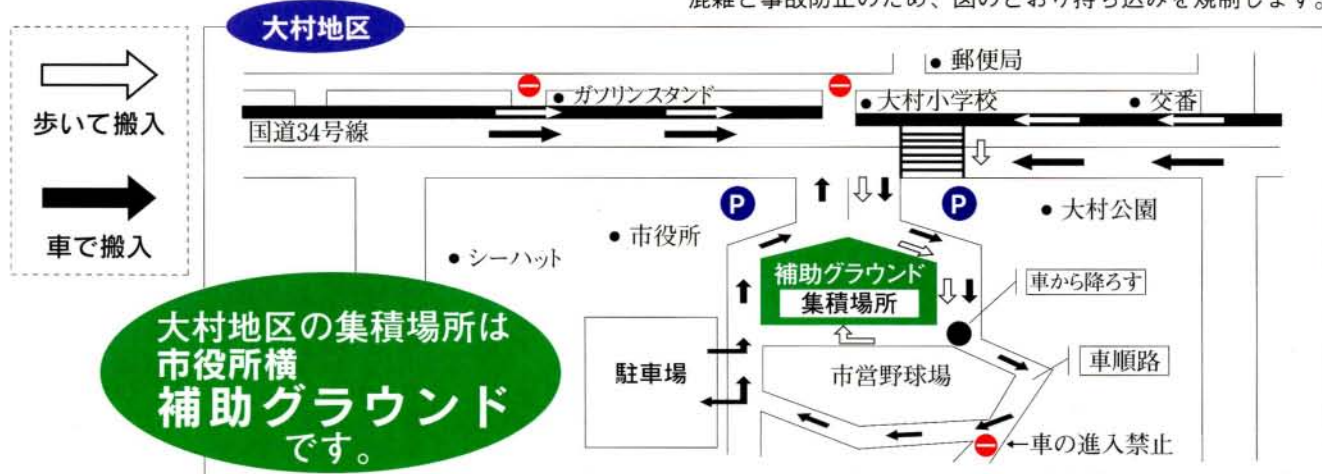 混雑と事故防止のため、図のとおり持ち込みを規制します。
大村地区
歩いて搬入
車で搬入
郵便局
ガソリンスタンド
大村小学校
交番
国道34号線
P
P
大村公園
市役所
シーハット
補助グラウンド
集積場所
車から降ろす
大村地区の集積場所は
市役所横
補助グラウンド
です。
駐車場
市営野球場
車順路
車の進入禁止